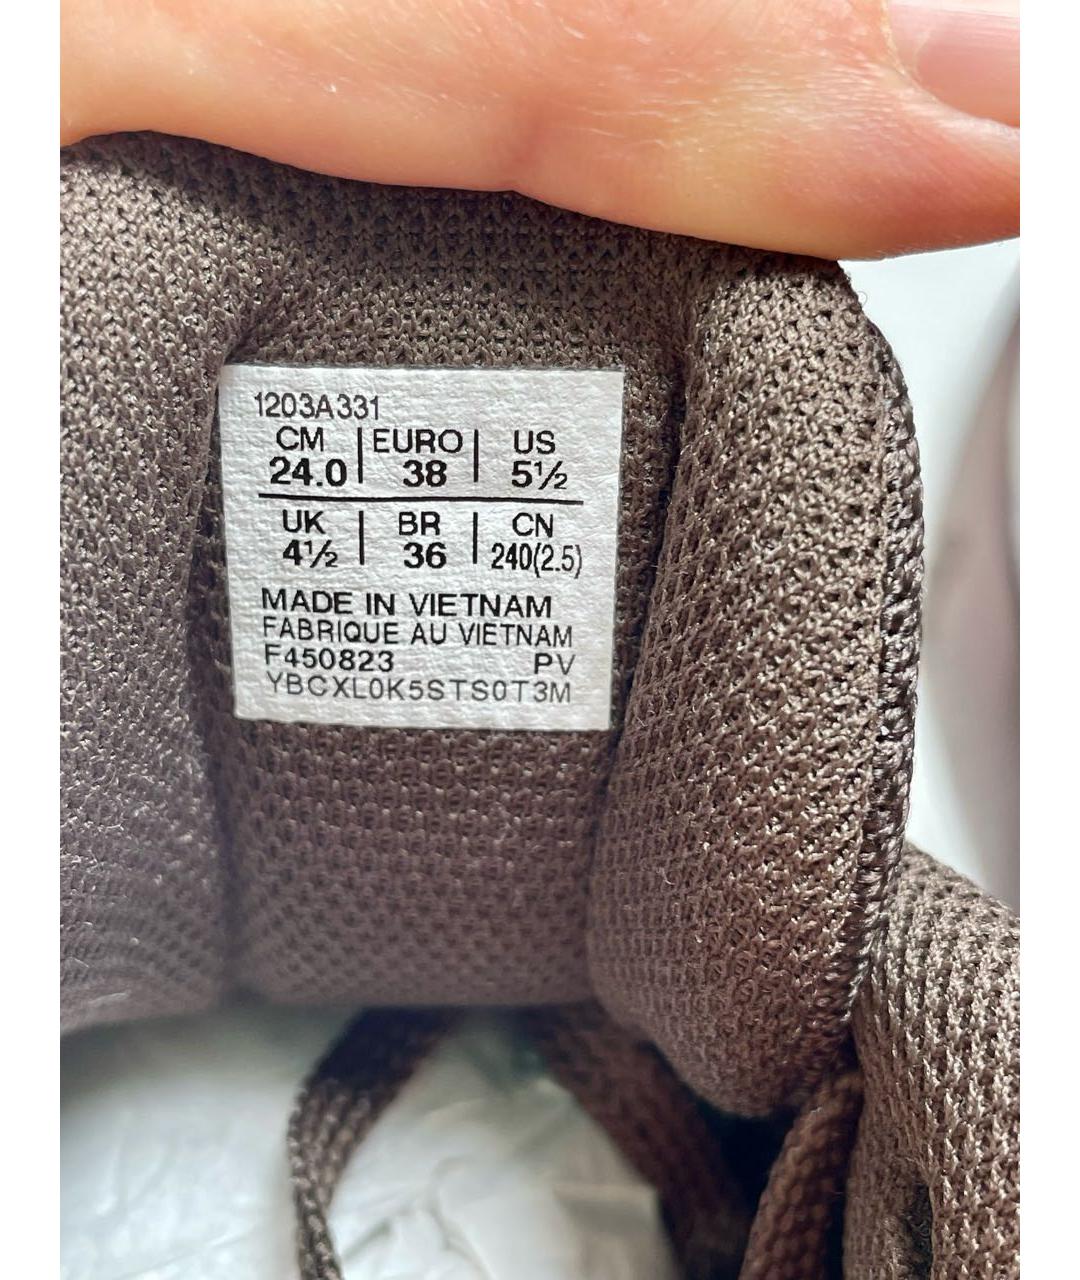 1203A331
CM | EURO | US
24.0 | 38 | 5½
UK | BR | CN
4½ | 36 | 240(2.5)
MADE IN VIETNAM
FABRIQUE AU VIETNAM
F450823 PV
YBCXL0K5STS0T3M